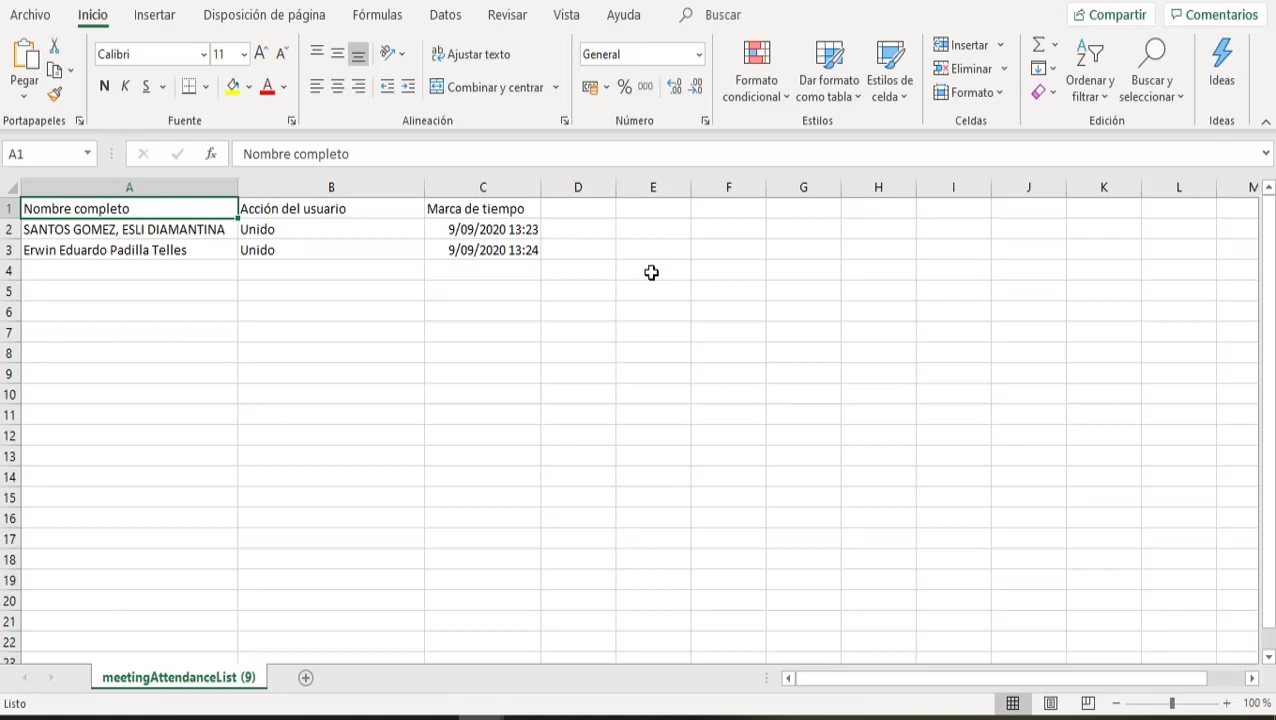 Archivo Inicio Insertar Disposición de página Fórmulas Datos Revisar Vista Ayuda Buscar Compartir Comentarios
Pegar Calibri 11 A A Ajustar texto General Formato condicional Dar formato como tabla Estilos de celda Insertar Ordenar y filtrar Buscar y seleccionar Ideas
N K S A Combinar y centrar % 000 Eliminar
Formato
Portapapeles Fuente Alineación Número Estilos Celdas Edición Ideas
A1 fx Nombre completo
A B C D E F G H I J K L M
1 Nombre completo Acción del usuario Marca de tiempo
2 SANTOS GOMEZ, ESLI DIAMANTINA Unido 9/09/2020 13:23
3 Erwin Eduardo Padilla Telles Unido 9/09/2020 13:24
4
5
6
7
8
9
10
11
12
13
14
15
16
17
18
19
20
21
22
23
meetingAttendanceList (9)
Listo 100 %